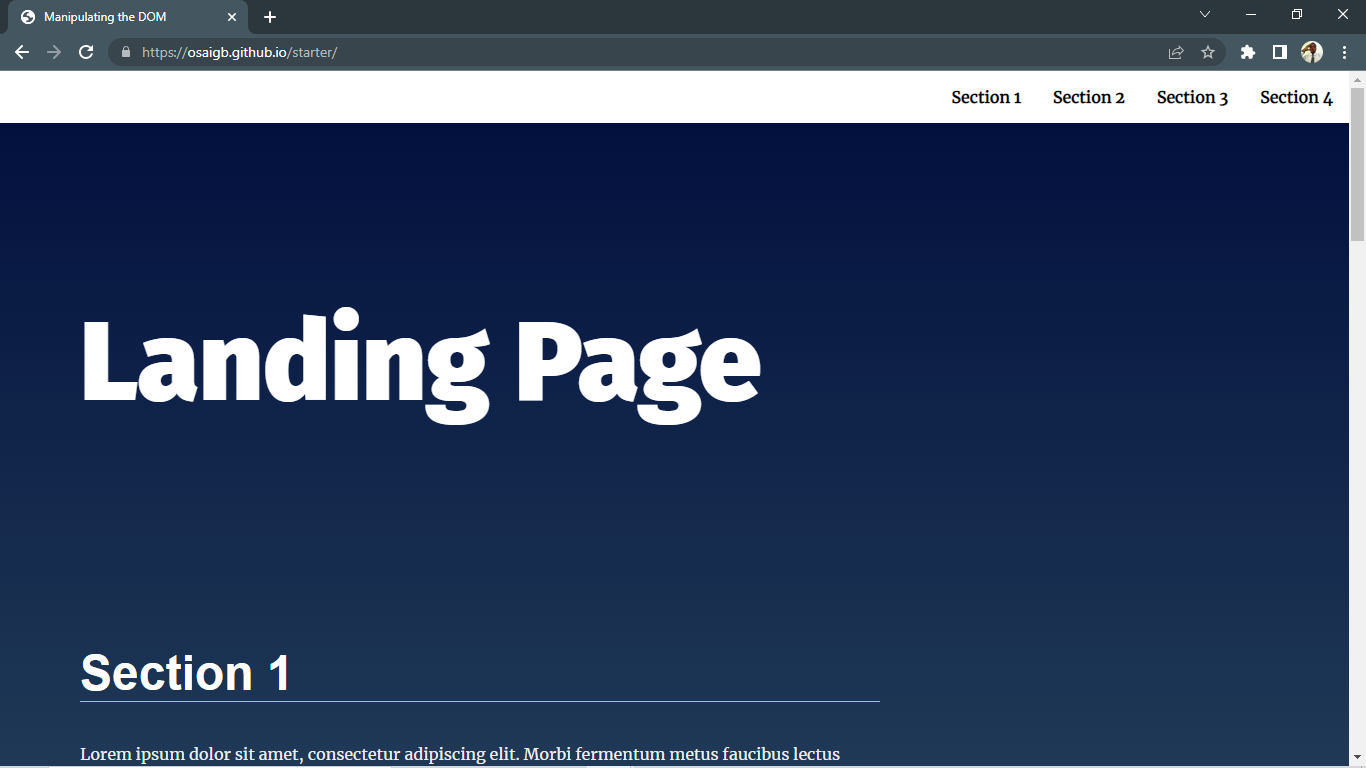 Manipulating the DOM
https://osaigb.github.io/starter/
Section 1 Section 2 Section 3 Section 4
Landing Page
Section 1
Lorem ipsum dolor sit amet, consectetur adipiscing elit. Morbi fermentum metus faucibus lectus